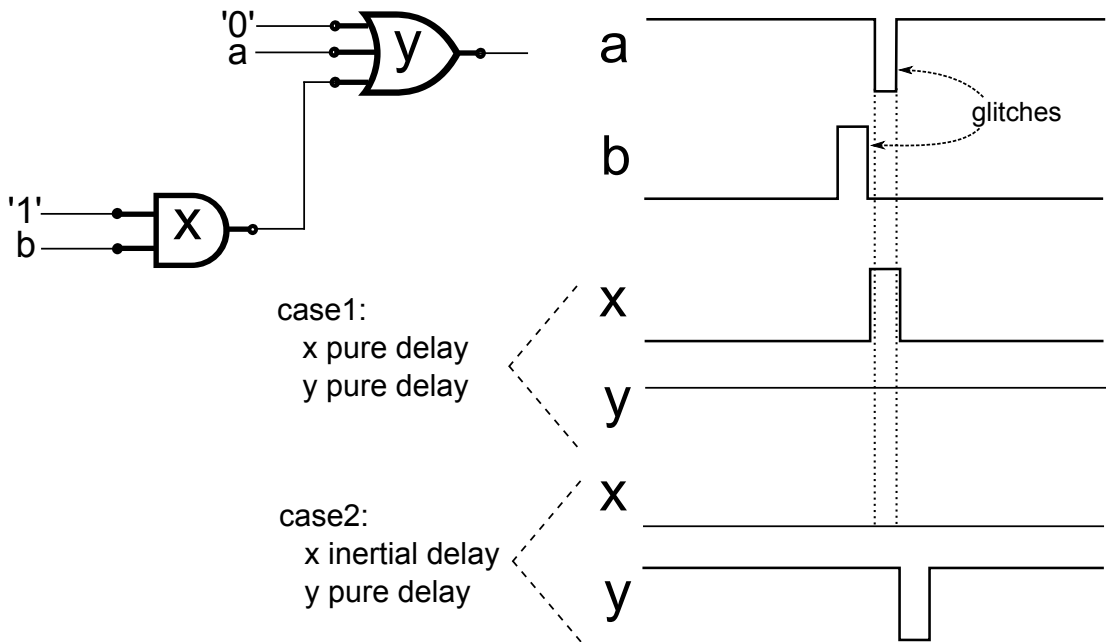 '0'
a
y
'1'
b
x
a
glitches
b
case1:
x pure delay
y pure delay
x
y
case2:
x inertial delay
y pure delay
x
y